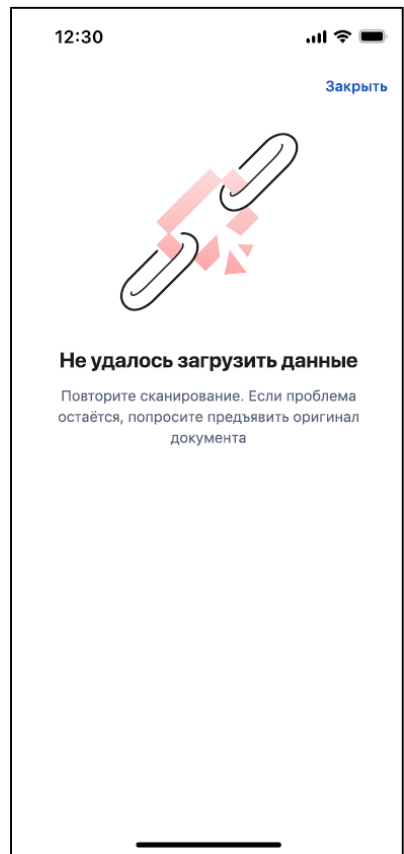 12:30
Закрыть
Не удалось загрузить данные
Повторите сканирование. Если проблема
остаётся, попросите предъявить оригинал
документа